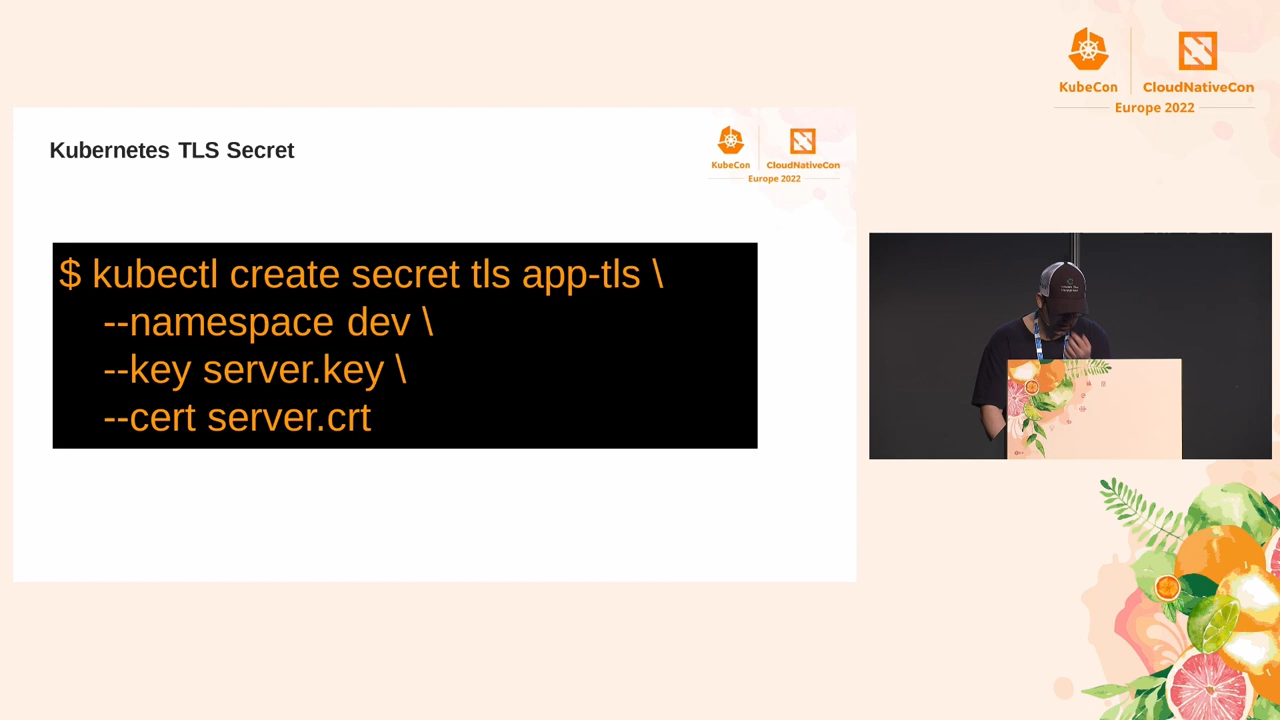 KubeCon
CloudNativeCon
Europe 2022
Kubernetes TLS Secret
KubeCon
CloudNativeCon
Europe 2022
$ kubectl create secret tls app-tls \
--namespace dev \
--key server.key \
--cert server.crt